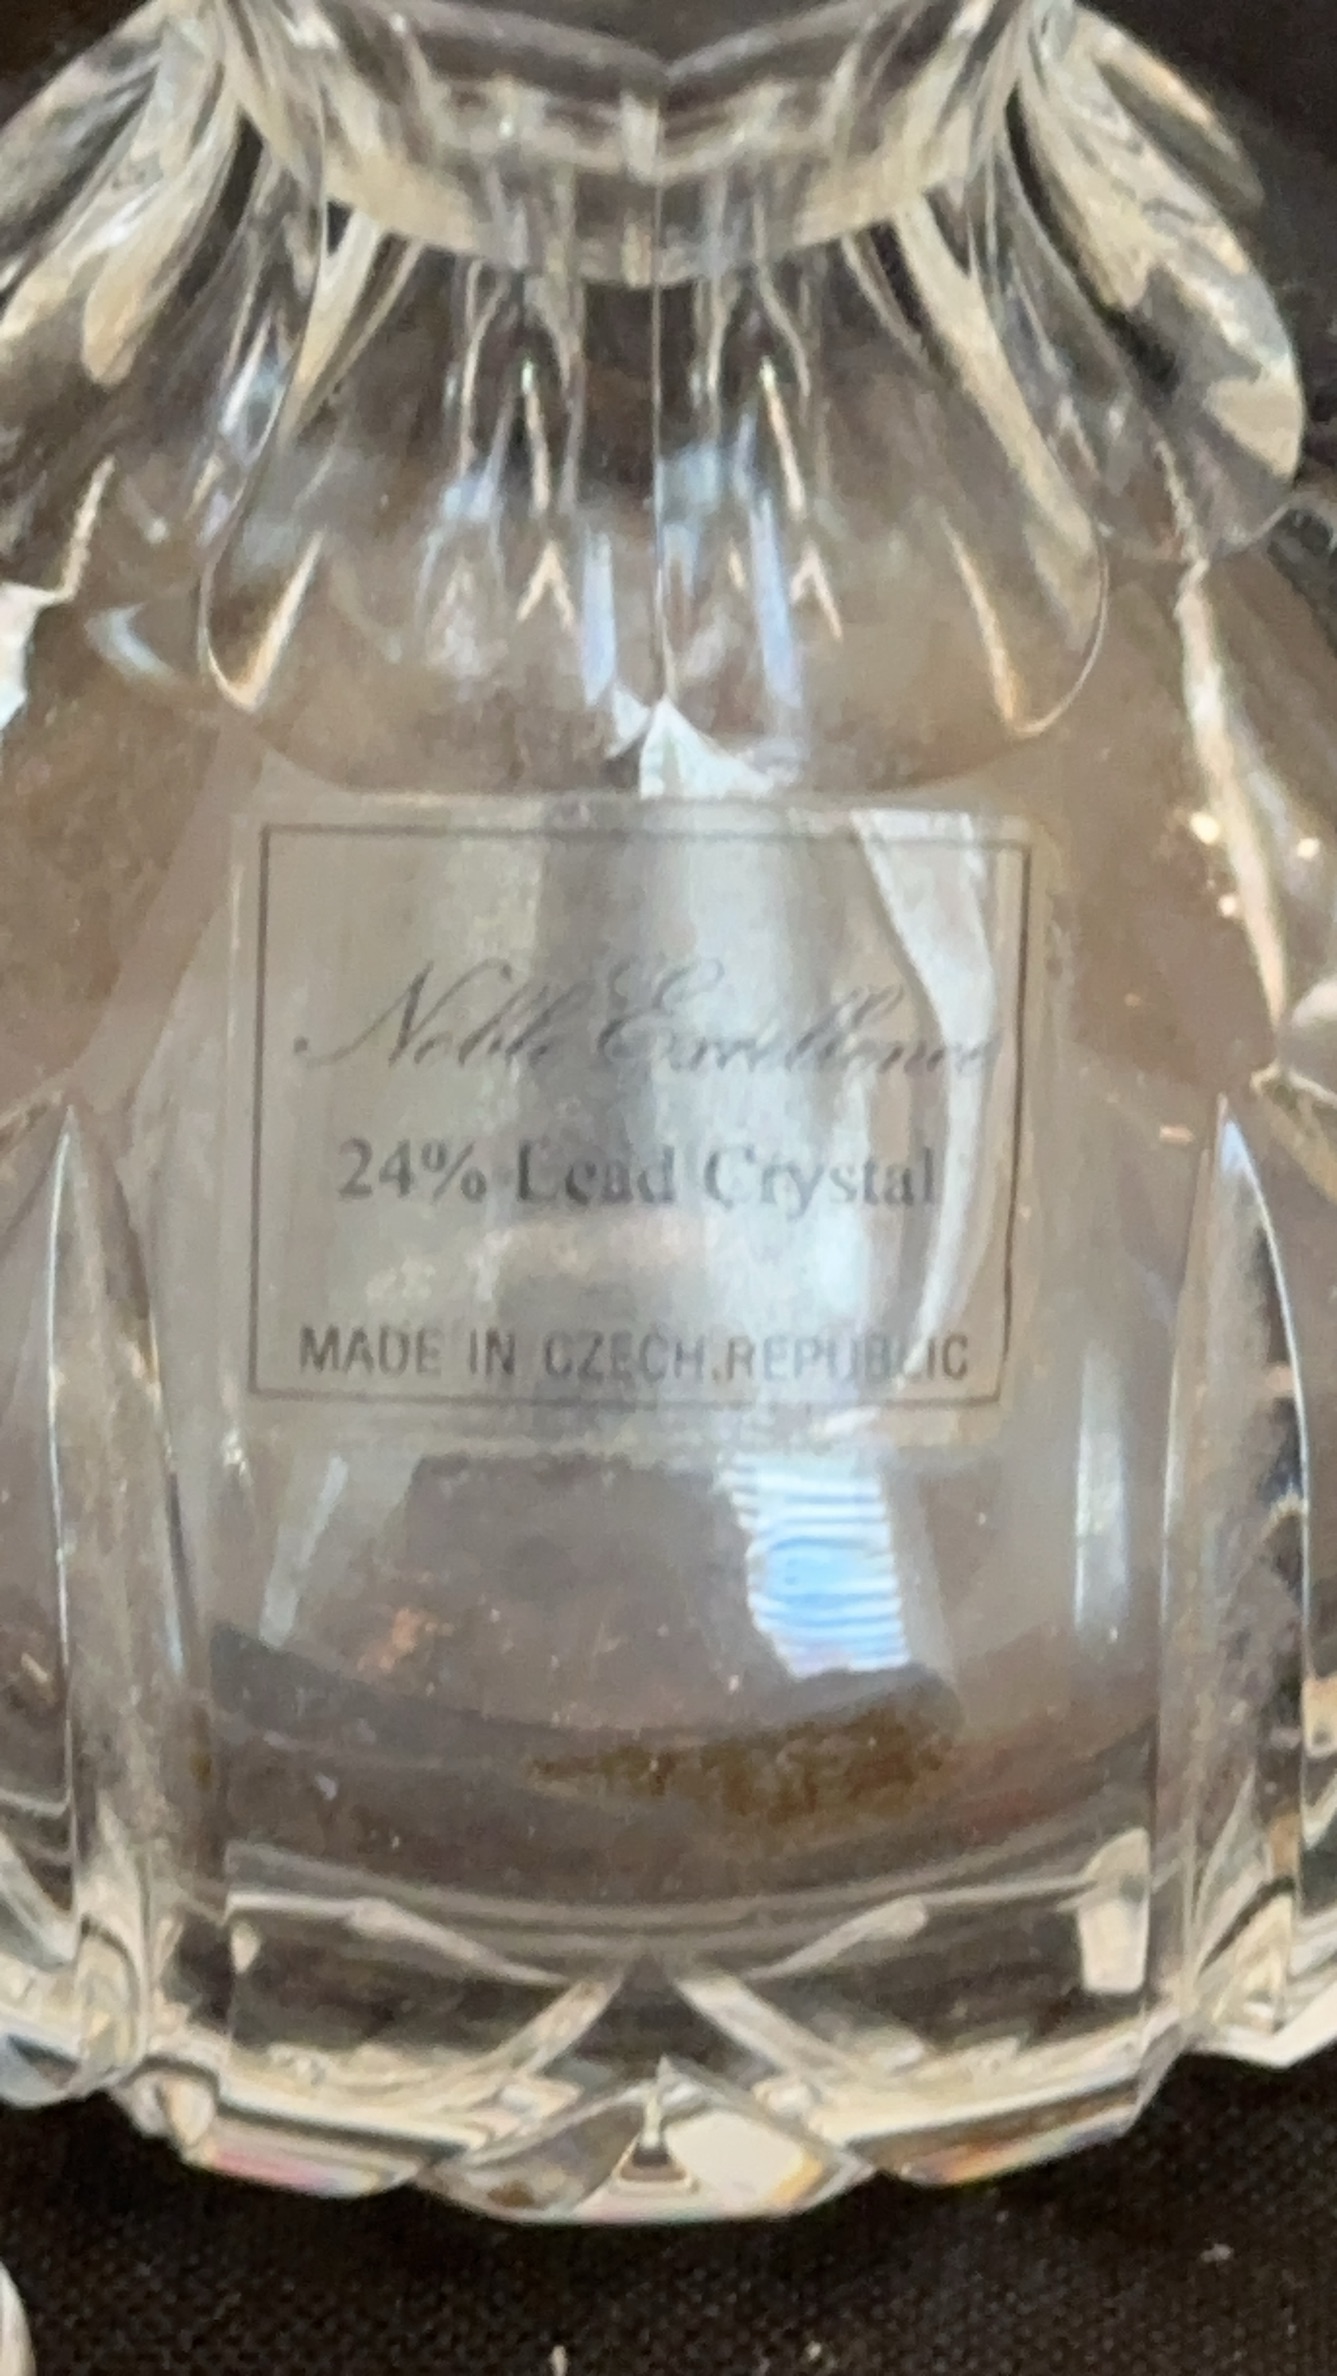 Noble Excellence
24% Lead Crystal
MADE IN CZECH.REPUBLIC